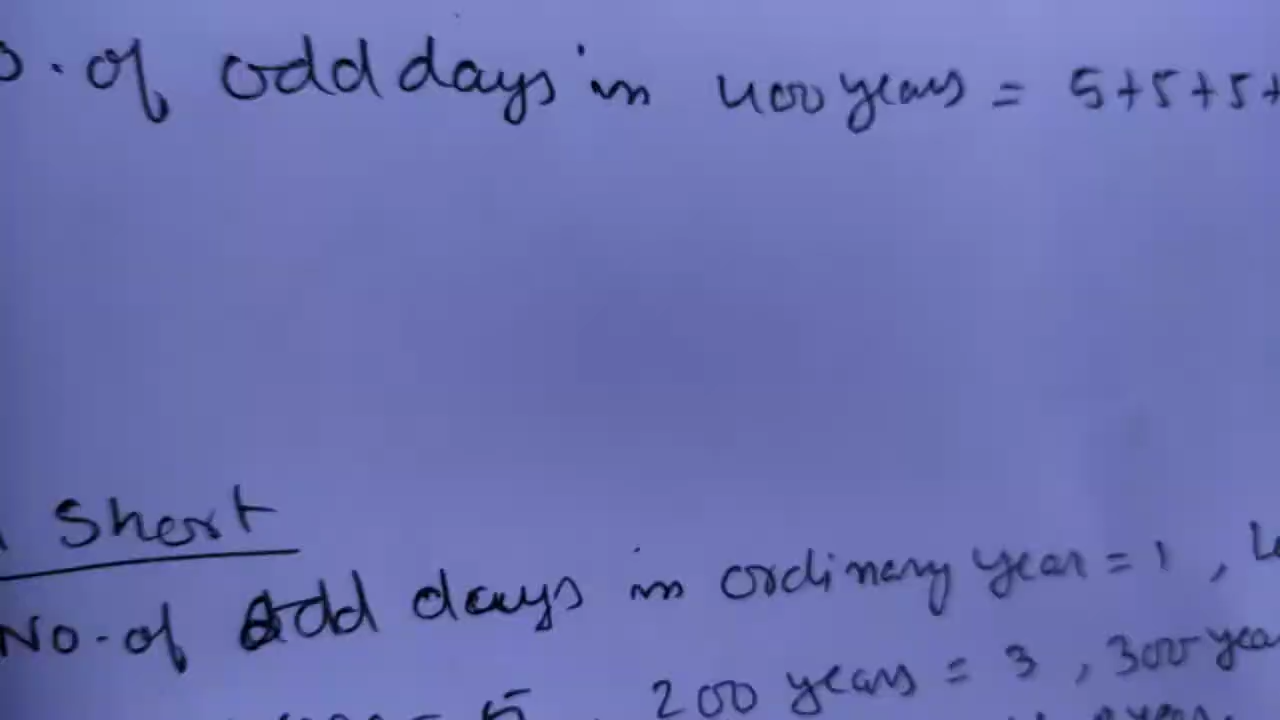 . of odd days in 400 years = 5+5+5+
Short
No. of Odd days in ordinary year = 1 ,
5 , 200 years = 3 , 300 yea